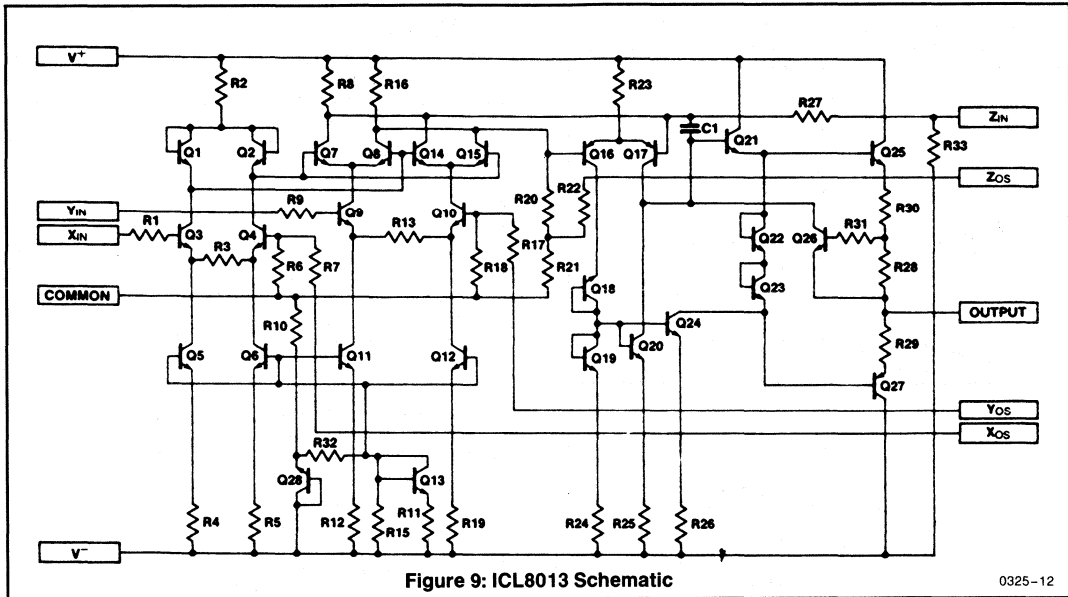 V+
R2
R8
R16
R23
R27
ZIN
C1
Q21
R33
Q1
Q2
Q7
Q8
Q14
Q15
Q16
Q17
Q25
R20
R22
ZOS
YIN
R9
Q9
Q10
R30
XIN
R1
Q3
R3
Q4
R13
Q22
Q26
R31
R6
R7
R18
R17
R21
R28
Q23
COMMON
Q18
OUTPUT
R10
Q24
Q5
Q6
Q11
Q12
Q19
Q20
R29
Q27
YOS
XOS
R32
Q28
Q13
R4
R5
R12
R15
R11
R19
R24
R25
R26
V-
Figure 9: ICL8013 Schematic
0325–12